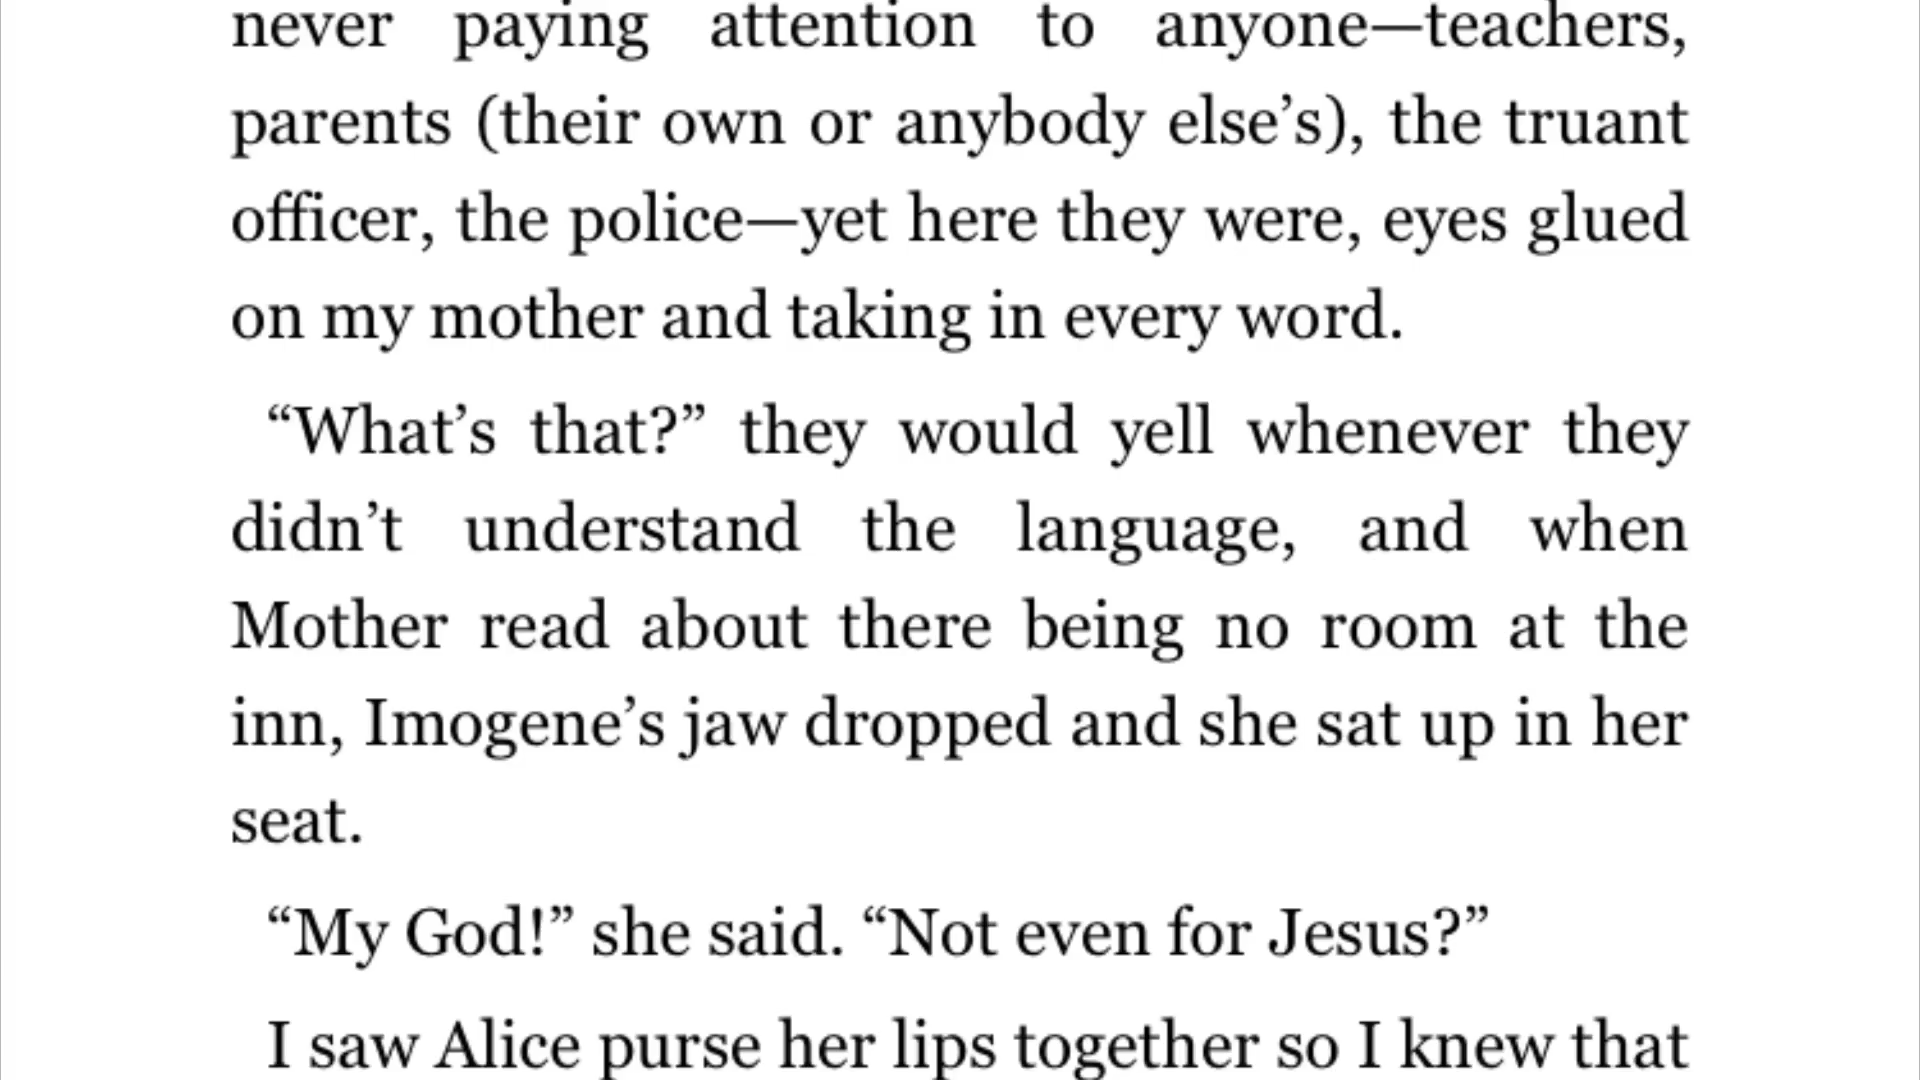 never paying attention to anyone—teachers,
parents (their own or anybody else’s), the truant
officer, the police—yet here they were, eyes glued
on my mother and taking in every word.
“What’s that?” they would yell whenever they
didn’t understand the language, and when
Mother read about there being no room at the
inn, Imogene’s jaw dropped and she sat up in her
seat.
“My God!” she said. “Not even for Jesus?”
I saw Alice purse her lips together so I knew that